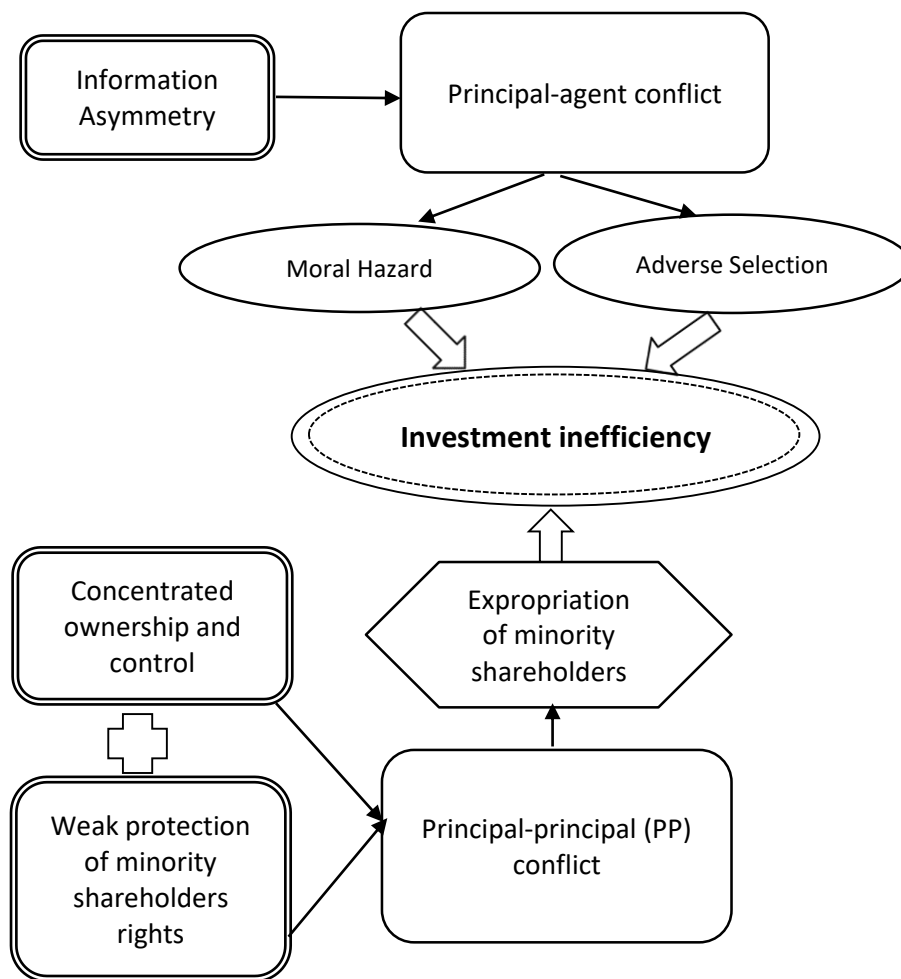 Information
Asymmetry
Principal-agent conflict
Moral Hazard
Adverse Selection
Investment inefficiency
Concentrated
ownership and
control
Expropriation
of minority
shareholders
Weak protection
of minority
shareholders
rights
Principal-principal (PP)
conflict